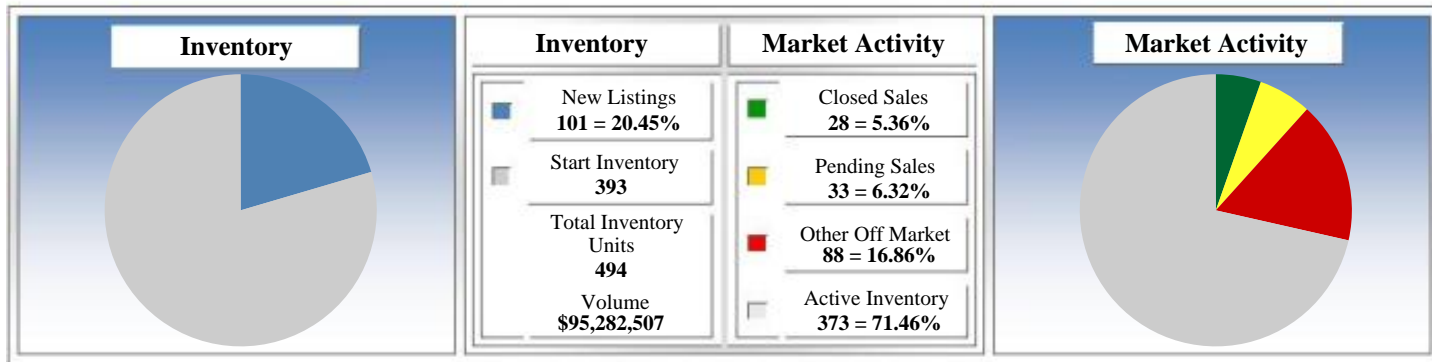 Inventory
Inventory
New Listings
101 = 20.45%
Start Inventory
393
Total Inventory
Units
494
Volume
$95,282,507
Market Activity
Closed Sales
28 = 5.36%
Pending Sales
33 = 6.32%
Other Off Market
88 = 16.86%
Active Inventory
373 = 71.46%
Market Activity